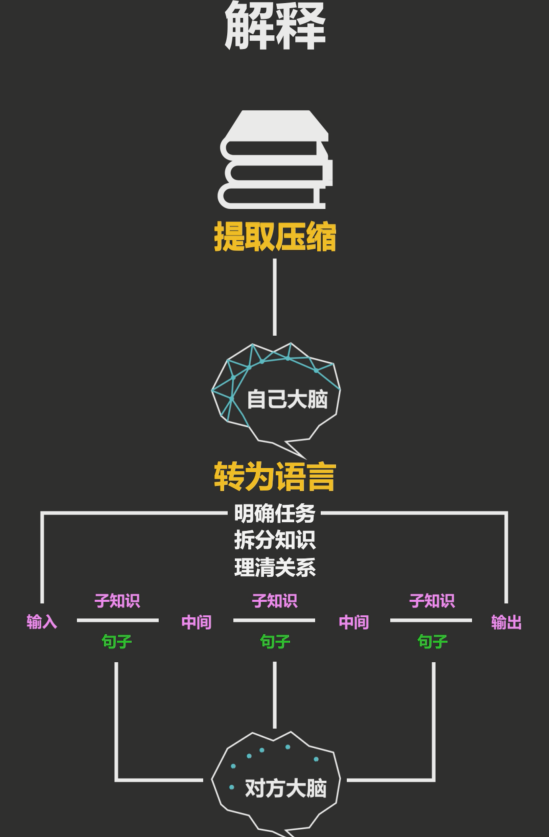 解释
提取压缩
自己大脑
转为语言
明确任务
拆分知识
理清关系
子知识 子知识 子知识
输入 中间 中间 输出
句子 句子 句子
对方大脑